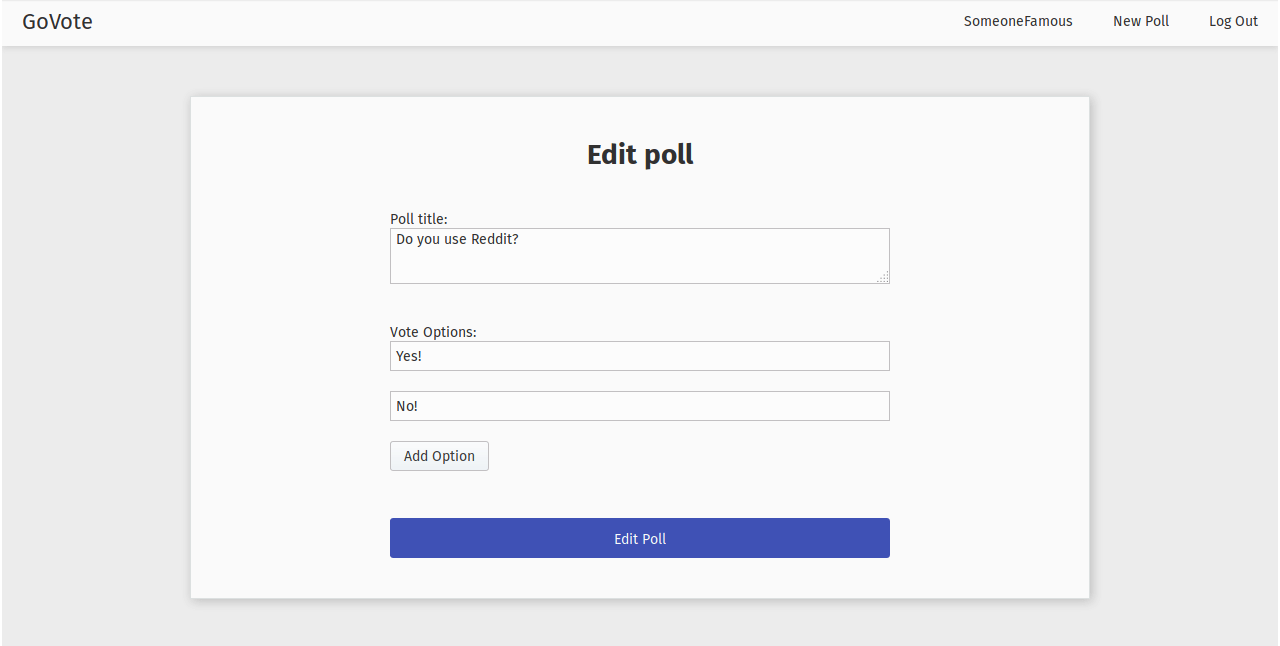 GoVote SomeoneFamous New Poll Log Out
Edit poll
Poll title:
Do you use Reddit?
Vote Options:
Yes!
No!
Add Option
Edit Poll